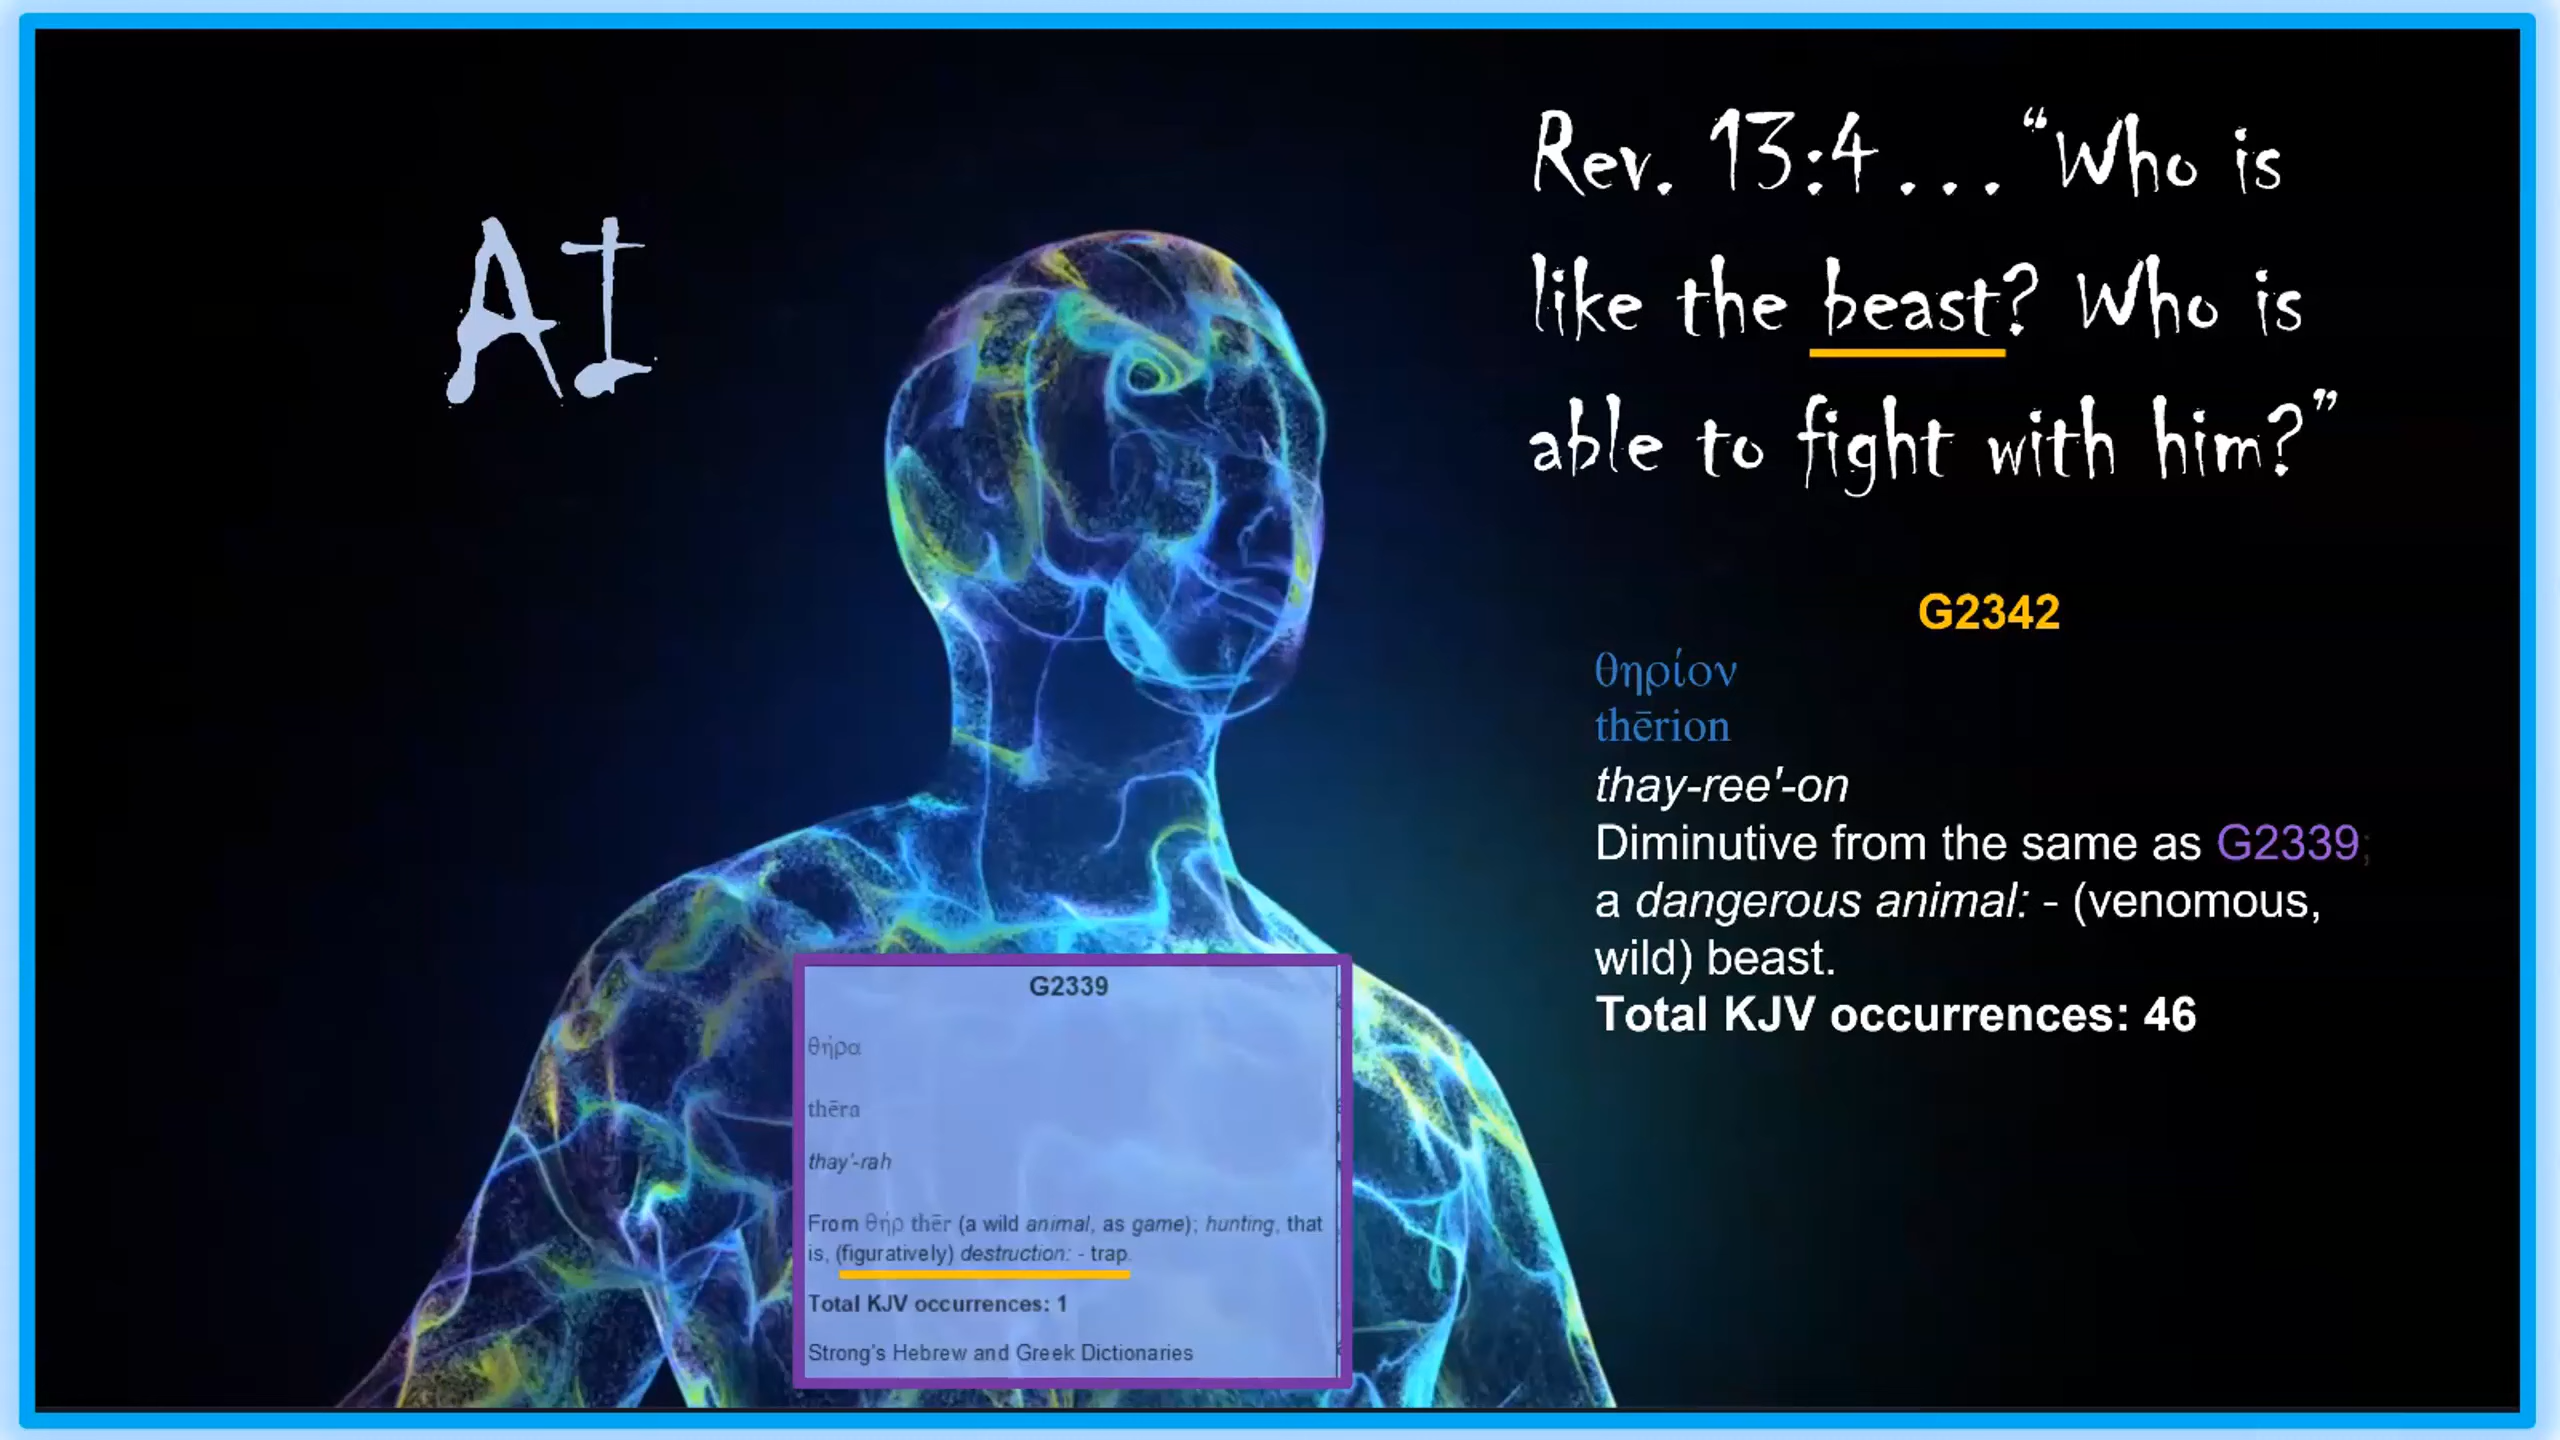 AI
Rev. 13:4... “Who is
like the beast? Who is
able to fight with him?”
G2342
θηρίον
thērion
thay-ree'-on
Diminutive from the same as G2339;
a dangerous animal: - (venomous,
wild) beast.
Total KJV occurrences: 46
G2339
θήρα
thēra
thay'-rah
From θήρ thēr (a wild animal, as game); hunting, that
is, (figuratively) destruction: - trap.
Total KJV occurrences: 1
Strong's Hebrew and Greek Dictionaries